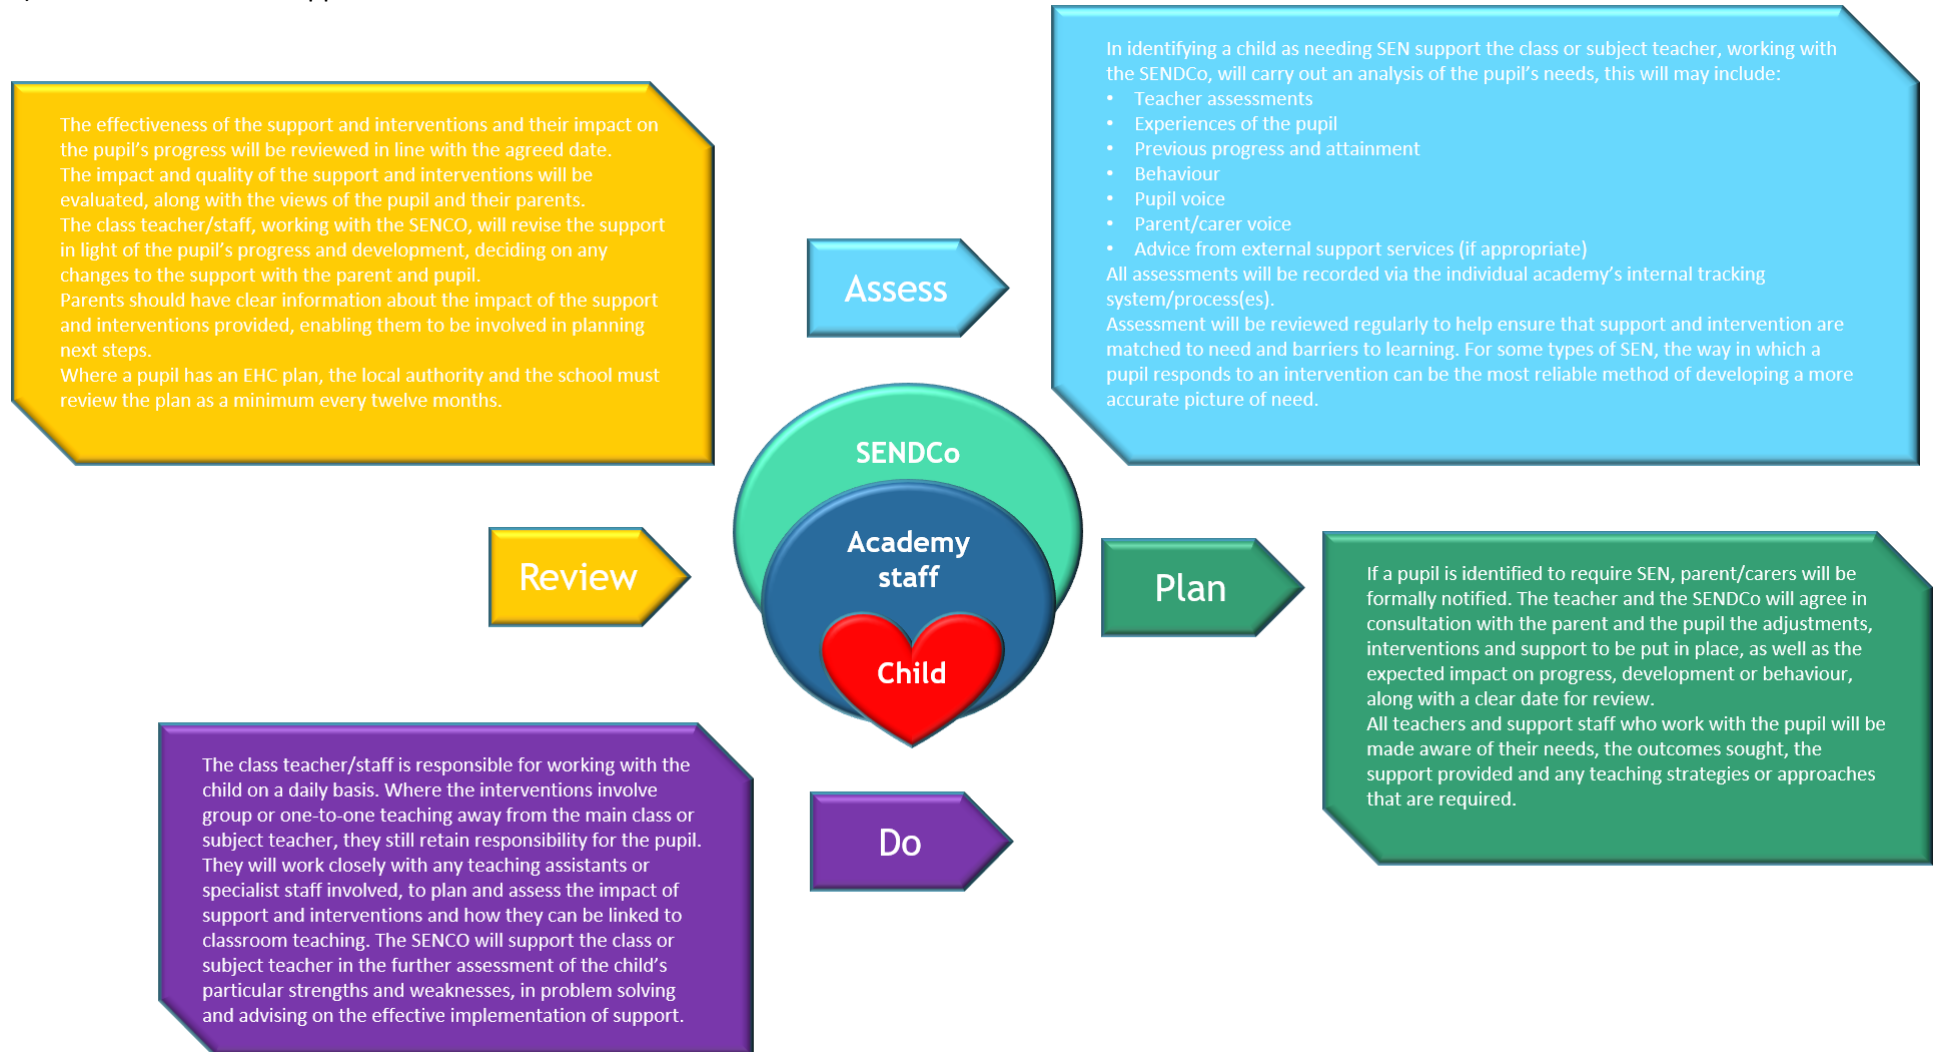 The effectiveness of the support and interventions and their impact on
the pupil's progress will be reviewed in line with the agreed date.
The impact and quality of the support and interventions will be
evaluated, along with the views of the pupil and their parents.
The class teacher/staff, working with the SENCO, will revise the support
in light of the pupil's progress and development, deciding on any
changes to the support with the parent and pupil.
Parents should have clear information about the impact of the support
and interventions provided, enabling them to be involved in planning
next steps.
Where a pupil has an EHC plan, the local authority and the school must
review the plan as a minimum every twelve months.
In identifying a child as needing SEN support the class or subject teacher, working with
the SENDCo, will carry out an analysis of the pupil's needs, this will may include:
• Teacher assessments
• Experiences of the pupil
• Previous progress and attainment
• Behaviour
• Pupil voice
• Parent/carer voice
• Advice from external support services (if appropriate)
All assessments will be recorded via the individual academy's internal tracking
system/process(es).
Assessment will be reviewed regularly to help ensure that support and intervention are
matched to need and barriers to learning. For some types of SEN, the way in which a
pupil responds to an intervention can be the most reliable method of developing a more
accurate picture of need.
Assess
SENDCo
Academy
staff
Child
Review
Plan
If a pupil is identified to require SEN, parent/carers will be
formally notified. The teacher and the SENDCo will agree in
consultation with the parent and the pupil the adjustments,
interventions and support to be put in place, as well as the
expected impact on progress, development or behaviour,
along with a clear date for review.
All teachers and support staff who work with the pupil will be
made aware of their needs, the outcomes sought, the
support provided and any teaching strategies or approaches
that are required.
The class teacher/staff is responsible for working with the
child on a daily basis. Where the interventions involve
group or one-to-one teaching away from the main class or
subject teacher, they still retain responsibility for the pupil.
They will work closely with any teaching assistants or
specialist staff involved, to plan and assess the impact of
support and interventions and how they can be linked to
classroom teaching. The SENCO will support the class or
subject teacher in the further assessment of the child's
particular strengths and weaknesses, in problem solving
and advising on the effective implementation of support.
Do